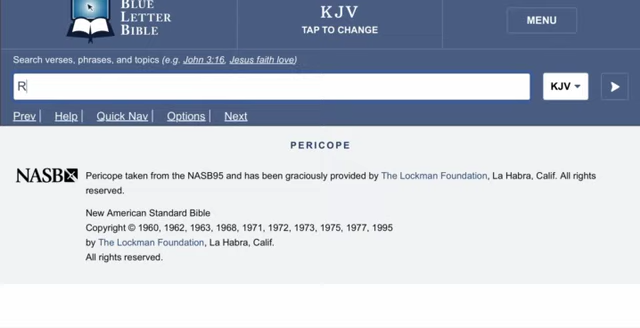 BLUE
LETTER
BIBLE
KJV
TAP TO CHANGE
MENU
Search verses, phrases, and topics (e.g. John 3:16, Jesus faith love)
R
KJV
Prev | Help | Quick Nav | Options | Next
PERICOPE
NASB
Pericope taken from the NASB95 and has been graciously provided by The Lockman Foundation, La Habra, Calif. All rights
reserved.
New American Standard Bible
Copyright © 1960, 1962, 1963, 1968, 1971, 1972, 1973, 1975, 1977, 1995
by The Lockman Foundation, La Habra, Calif.
All rights reserved.